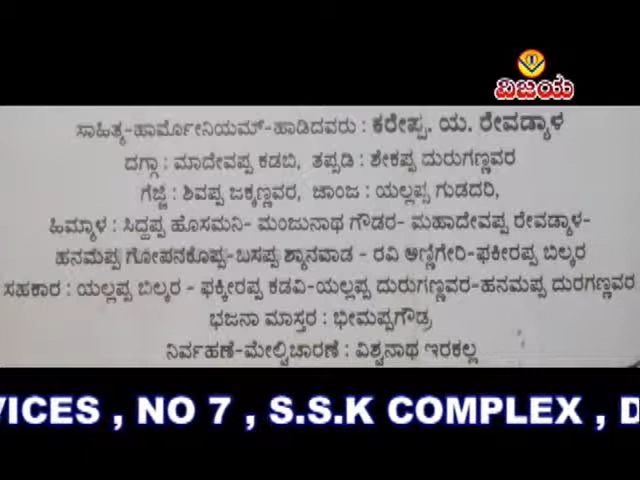 ವಿಜಯ
ಸಾಹಿತ್ಯ-ಹಾರ್ಮೋನಿಯಮ್-ಹಾಡಿದವರು : ಕರೇಪ್ಪ. ಯ. ರೇವಡ್ಯಾಳ
ದಗ್ಗಾ : ಮಾದೇವಪ್ಪ ಕಡಬಿ, ತಪ್ಪಡಿ : ಶೇಕಪ್ಪ ದುರುಗಣ್ಣವರ
ಗೆಜ್ಜಿ : ಶಿವಪ್ಪ ಜಕ್ಕಣ್ಣವರ, ಜಾಂಜ : ಯಲ್ಲಪ್ಪ ಗುಡದರಿ,
ಹಿಮ್ಯಾಳ : ಸಿದ್ದಪ್ಪ ಹೊಸಮನಿ- ಮಂಜುನಾಥ ಗೌಡರ- ಮಹಾದೇವಪ್ಪ ರೇವಡ್ಯಾಳ-
ಹನಮಪ್ಪ ಗೋಪನಕೊಪ್ಪ-ಬಸಪ್ಪ ಶ್ಯಾನವಾಡ - ರವಿ ಅಣ್ಣಿಗೇರಿ-ಫಕೀರಪ್ಪ ಬಿಲ್ಕರ
ಸಹಕಾರ : ಯಲ್ಲಪ್ಪ ಬಿಲ್ಕರ - ಫಕ್ಕೀರಪ್ಪ ಕಡವಿ-ಯಲ್ಲಪ್ಪ ದುರುಗಣ್ಣವರ-ಹನಮಪ್ಪ ದುರಗಣ್ಣವರ
ಭಜನಾ ಮಾಸ್ತರ : ಭೀಮಪ್ಪಗೌಡ್ರ
ನಿರ್ವಹಣೆ-ಮೇಲ್ವಿಚಾರಣೆ : ವಿಶ್ವನಾಥ ಇರಕಲ್ಲ
VICES , NO 7 , S.S.K COMPLEX , D